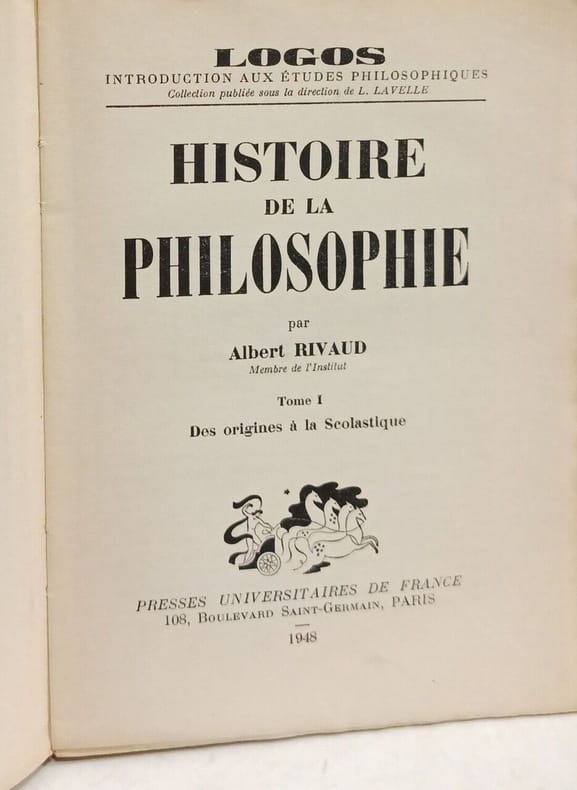 LOGOS
INTRODUCTION AUX ÉTUDES PHILOSOPHIQUES
Collection publiée sous la direction de L. LAVELLE
HISTOIRE
DE LA
PHILOSOPHIE
par
Albert RIVAUD
Membre de l'Institut
Tome I
Des origines à la Scolastique
PRESSES UNIVERSITAIRES DE FRANCE
108, BOULEVARD SAINT-GERMAIN, PARIS
1948